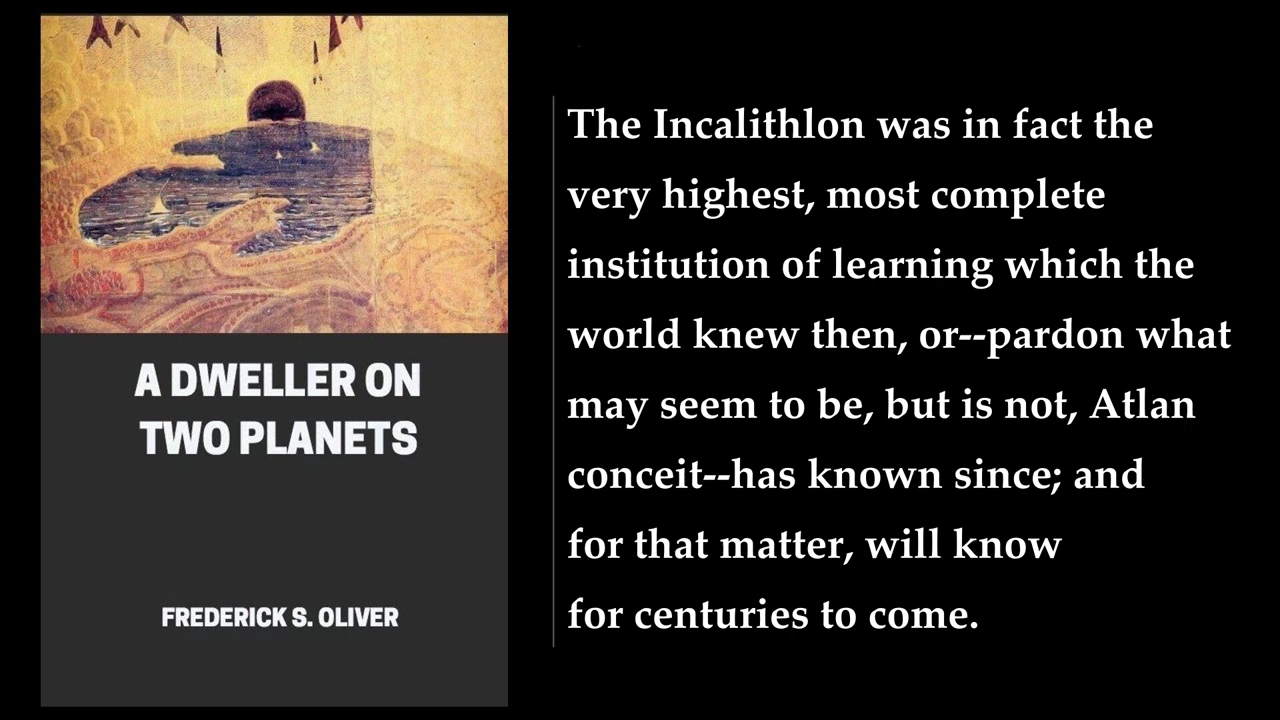 A DWELLER ON
TWO PLANETS
FREDERICK S. OLIVER
The Incalithlon was in fact the
very highest, most complete
institution of learning which the
world knew then, or--pardon what
may seem to be, but is not, Atlan
conceit--has known since; and
for that matter, will know
for centuries to come.